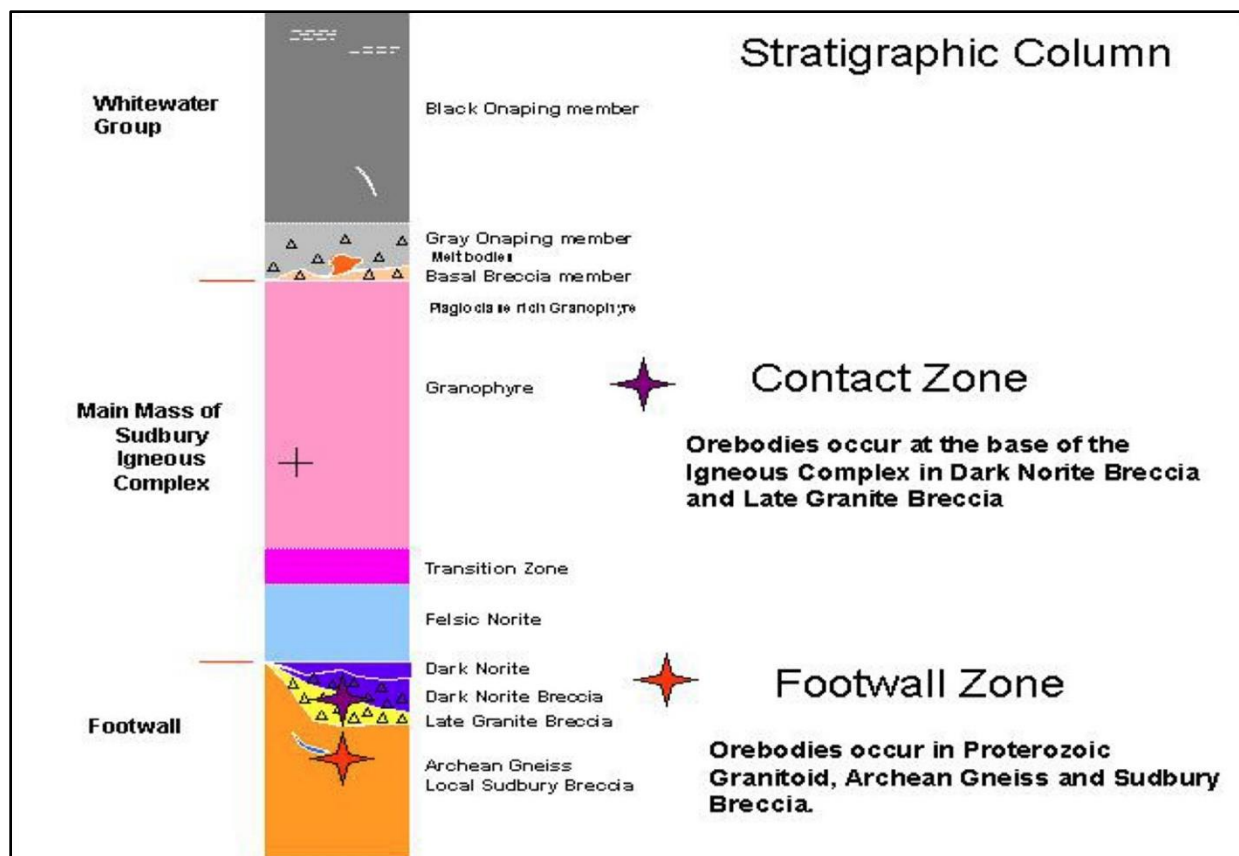 Stratigraphic Column
Whitewater
Group
Black Onaping member
Gray Onaping member
Melt bodies
Basal Breccia member
Plagioclase rich Granophyre
Granophyre
Main Mass of
Sudbury
Igneous
Complex
Transition Zone
Felsic Norite
Dark Norite
Dark Norite Breccia
Late Granite Breccia
Footwall
Archean Gneiss
Local Sudbury Breccia
Contact Zone
Orebodies occur at the base of the
Igneous Complex in Dark Norite Breccia
and Late Granite Breccia
Footwall Zone
Orebodies occur in Proterozoic
Granitoid, Archean Gneiss and Sudbury
Breccia.